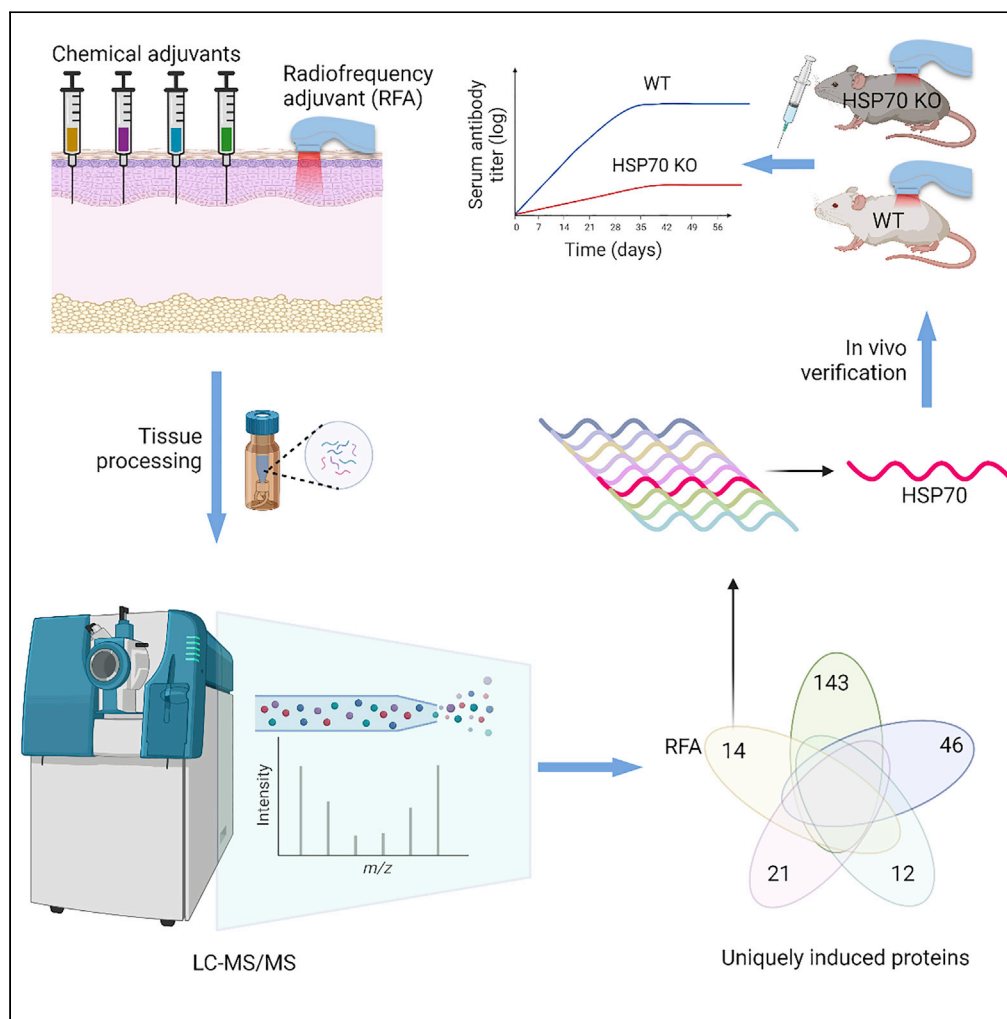 Chemical adjuvants
Radiofrequency
adjuvant (RFA)
Serum antibody
titer (log)
WT
HSP70 KO
0 7 14 21 28 35 42 49 56
Time (days)
HSP70 KO
WT
In vivo
verification
Tissue
processing
HSP70
Intensity
m/z
LC-MS/MS
RFA
143
14
46
21
12
Uniquely induced proteins